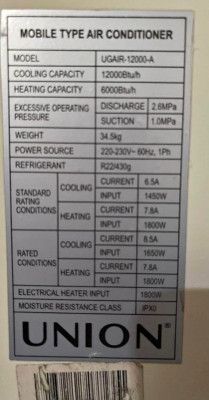 MOBILE TYPE AIR CONDITIONER
MODEL UGAIR-12000-A
COOLING CAPACITY 12000Btu/h
HEATING CAPACITY 6000Btu/h
EXCESSIVE OPERATING PRESSURE DISCHARGE 2.6MPa
SUCTION 1.0MPa
WEIGHT 34.5kg
POWER SOURCE 220-230V~ 60Hz, 1Ph
REFRIGERANT R22/430g
STANDARD RATING CONDITIONS COOLING CURRENT 6.5A
INPUT 1450W
HEATING CURRENT 7.8A
INPUT 1800W
RATED CONDITIONS COOLING CURRENT 8.5A
INPUT 1650W
HEATING CURRENT 7.8A
INPUT 1800W
ELECTRICAL HEATER INPUT 1800W
MOISTURE RESISTANCE CLASS IPX0
UNION®